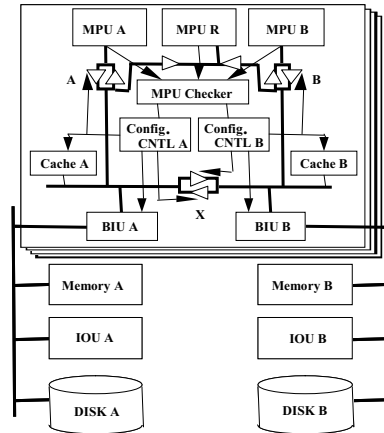 MPU A
MPU R
MPU B
A
B
MPU Checker
Config.
CNTL A
Config.
CNTL B
Cache A
Cache B
X
BIU A
BIU B
Memory A
Memory B
IOU A
IOU B
DISK A
DISK B